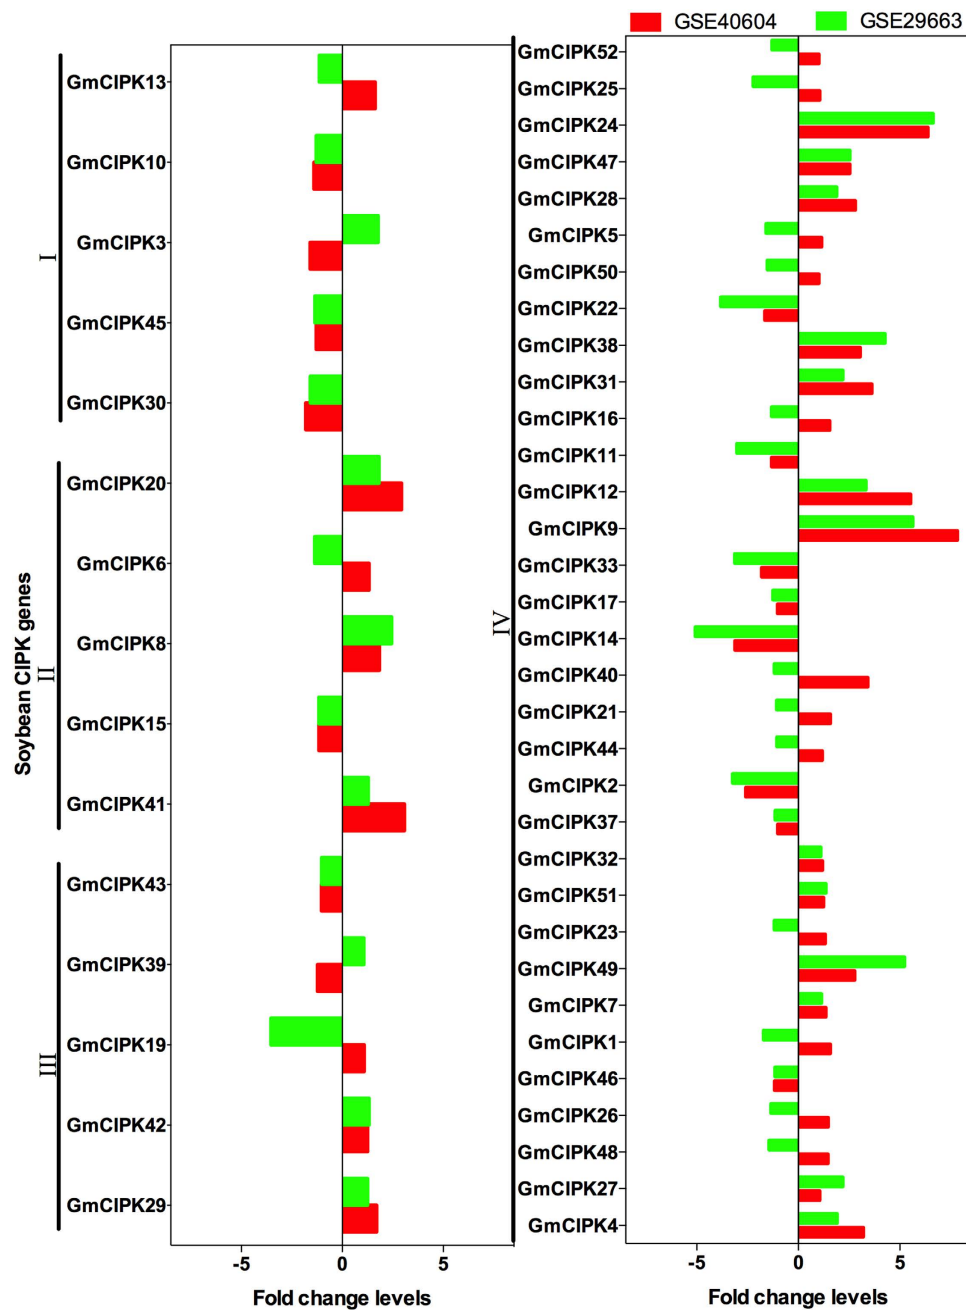 GSE40604 GSE29663
Soybean CIPK genes
I
GmCIPK13
GmCIPK10
GmCIPK3
GmCIPK45
GmCIPK30
II
GmCIPK20
GmCIPK6
GmCIPK8
GmCIPK15
GmCIPK41
III
GmCIPK43
GmCIPK39
GmCIPK19
GmCIPK42
GmCIPK29
-5 0 5
Fold change levels
IV
GmCIPK52
GmCIPK25
GmCIPK24
GmCIPK47
GmCIPK28
GmCIPK5
GmCIPK50
GmCIPK22
GmCIPK38
GmCIPK31
GmCIPK16
GmCIPK11
GmCIPK12
GmCIPK9
GmCIPK33
GmCIPK17
GmCIPK14
GmCIPK40
GmCIPK21
GmCIPK44
GmCIPK2
GmCIPK37
GmCIPK32
GmCIPK51
GmCIPK23
GmCIPK49
GmCIPK7
GmCIPK1
GmCIPK46
GmCIPK26
GmCIPK48
GmCIPK27
GmCIPK4
-5 0 5
Fold change levels